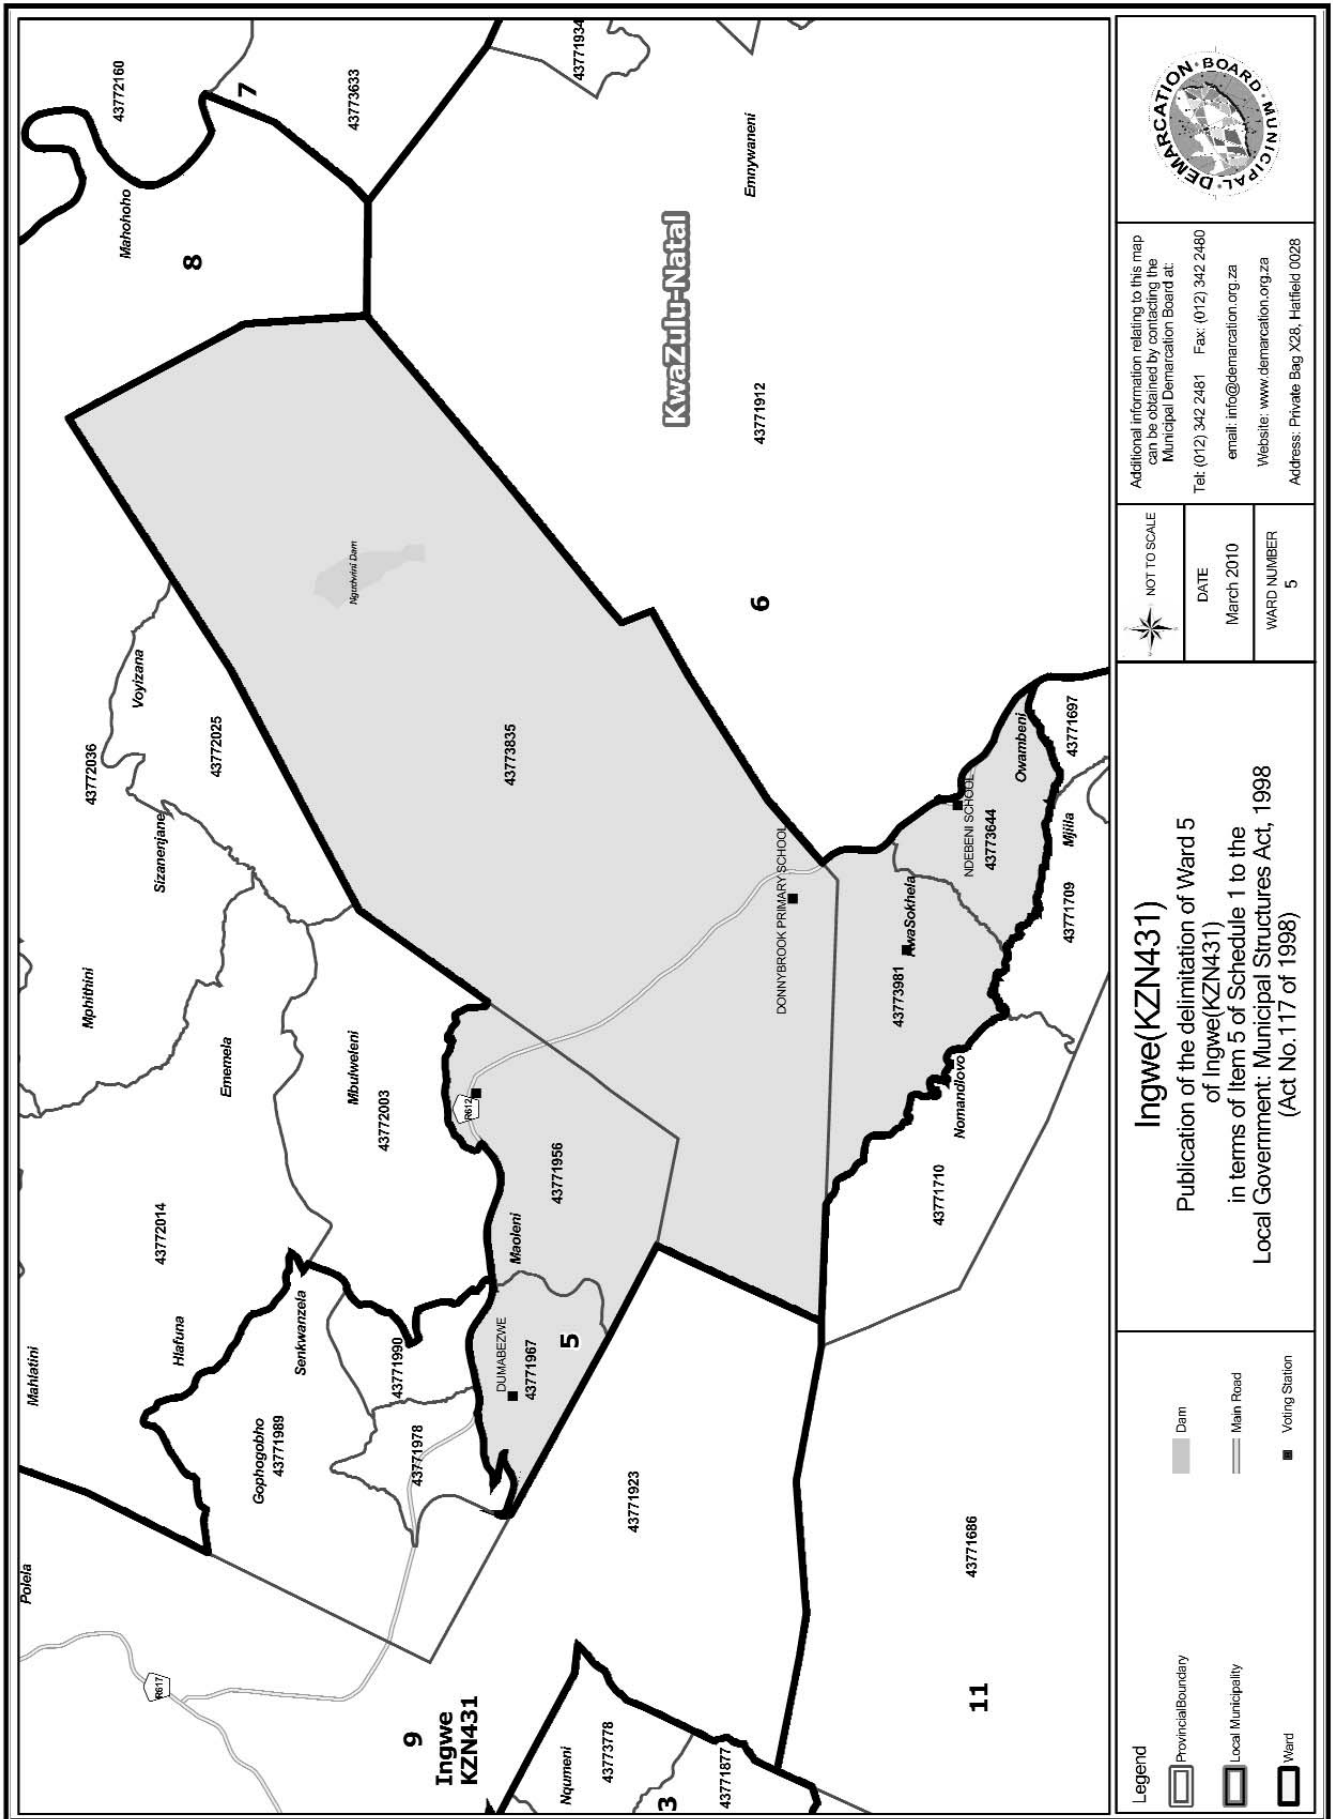 43772160
7
43773633
43771934
Mahohoho
8
Emnywaneni
KwaZulu-Natal
43771912
6
43772036
Voyizana
43772025
Sizanenjane
43773835
Mphithini
Ememela
Mbulweleni
43772003
R612
43771956
Maoleni
DONNYBROOK PRIMARY SCHOOL
NDEBENI SCHOOL
43773644
Owambeni
43771697
Mjila
43771709
KwaSokhela
43773981
Nomandlovo
43771710
43772014
Hlafuna
Mahlatini
Senkwanzela
43771990
DUMABEZWE
43771967
5
Gophogobho
43771989
43771978
43771923
43771686
11
Polela
R617
9
Ingwe
KZN431
Nqumeni
43773778
3
43771877
Legend
ProvincialBoundary
Local Municipality
Ward
Dam
Main Road
Voting Station
Ingwe(KZN431)
Publication of the delimitation of Ward 5
of Ingwe(KZN431)
in terms of Item 5 of Schedule 1 to the
Local Government: Municipal Structures Act, 1998
(Act No.117 of 1998)
NOT TO SCALE
DATE
March 2010
WARD NUMBER
5
Additional information relating to this map
can be obtained by contacting the
Municipal Demarcation Board at:
Tel: (012) 342 2481 Fax: (012) 342 2480
email: info@demarcation.org.za
Website: www.demarcation.org.za
Address: Private Bag X28, Hatfield 0028
MUNICIPAL DEMARCATION BOARD
Dam